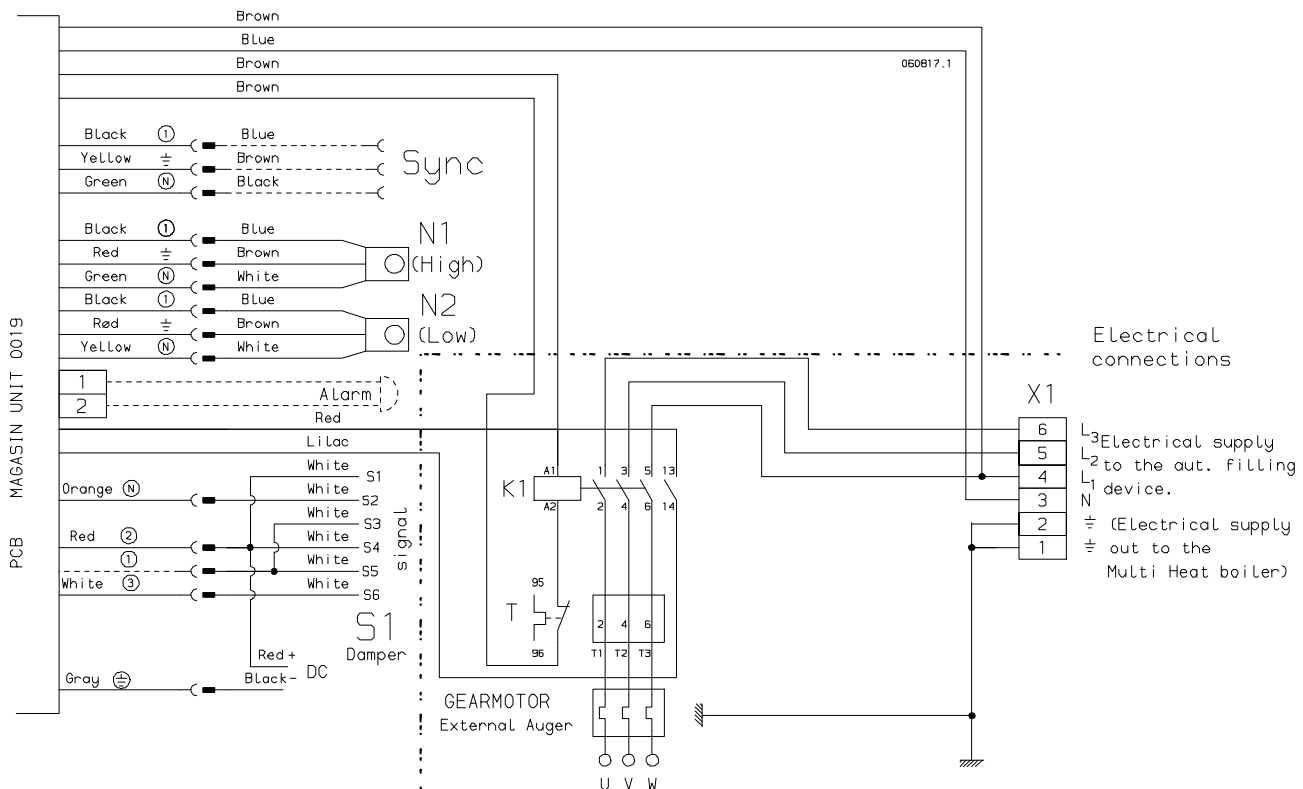 Brown
Blue
Brown
Brown
060817.1
Black 1 Blue
Yellow Brown
Green N Black
Sync
Black 1 Blue
Red Brown
Green N White
N1
(High)
Black 1 Blue
Rød Brown
Yellow N White
N2
(Low)
PCB MAGASIN UNIT 0019
1
2
Alarm
Red
Lilac
White S1
Orange N White S2
White S3
Red 2 White S4
1 White S5
White 3 White S6
signal
S1
Damper
Red + DC
Black-
Gray
Electrical
connections
X1
6 L3
5 L2
4 L1
3 N
2
1
Electrical supply
to the aut. filling
device.
(Electrical supply
out to the
Multi Heat boiler)
K1
A1 1 3 5 13
A2 2 4 6 14
95
T
96
2 4 6
T1 T2 T3
GEARMOTOR
External Auger
U V W